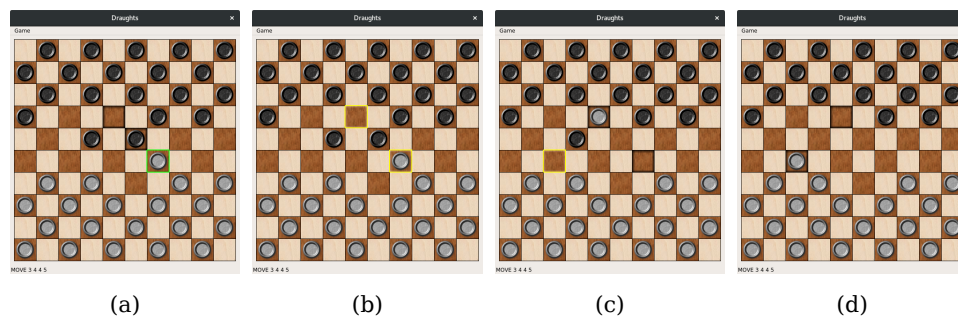 Draughts × Draughts × Draughts × Draughts
Game Game Game Game
MOVE 3 4 4 5 MOVE 3 4 4 5 MOVE 3 4 4 5 MOVE 3 4 4 5
(a) (b) (c) (d)